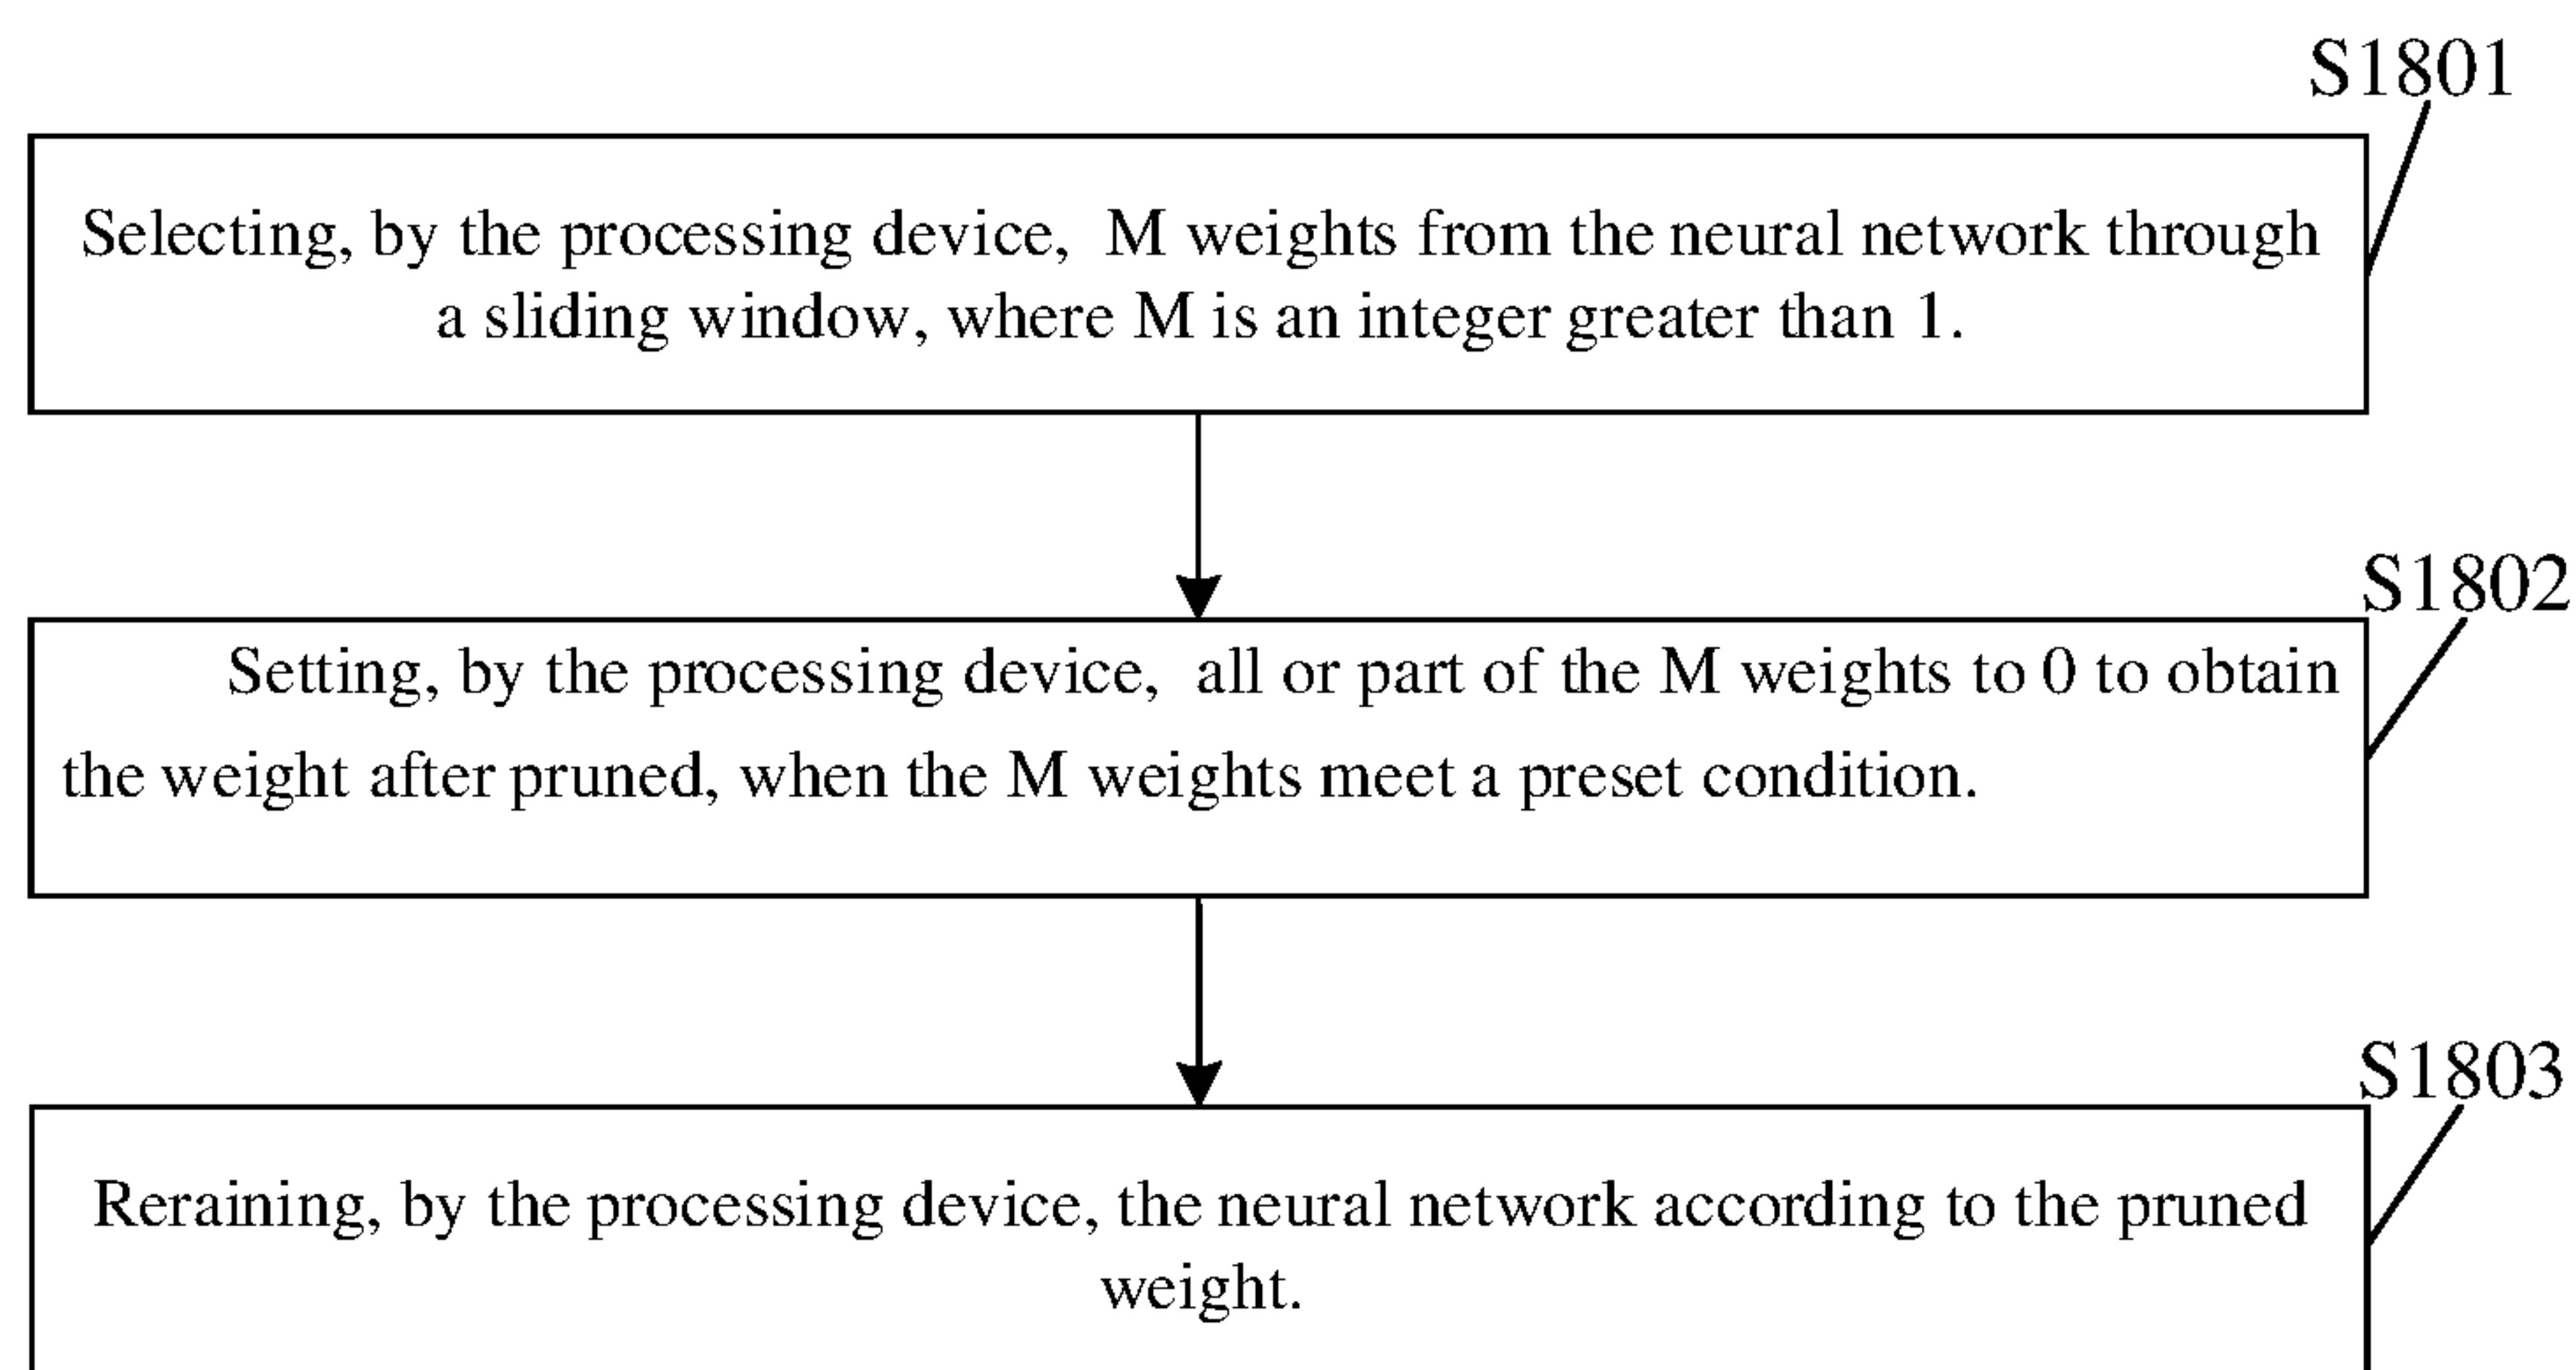 S1801
Selecting, by the processing device, M weights from the neural network through
a sliding window, where M is an integer greater than 1.
S1802
Setting, by the processing device, all or part of the M weights to 0 to obtain
the weight after pruned, when the M weights meet a preset condition.
S1803
Reraining, by the processing device, the neural network according to the pruned
weight.